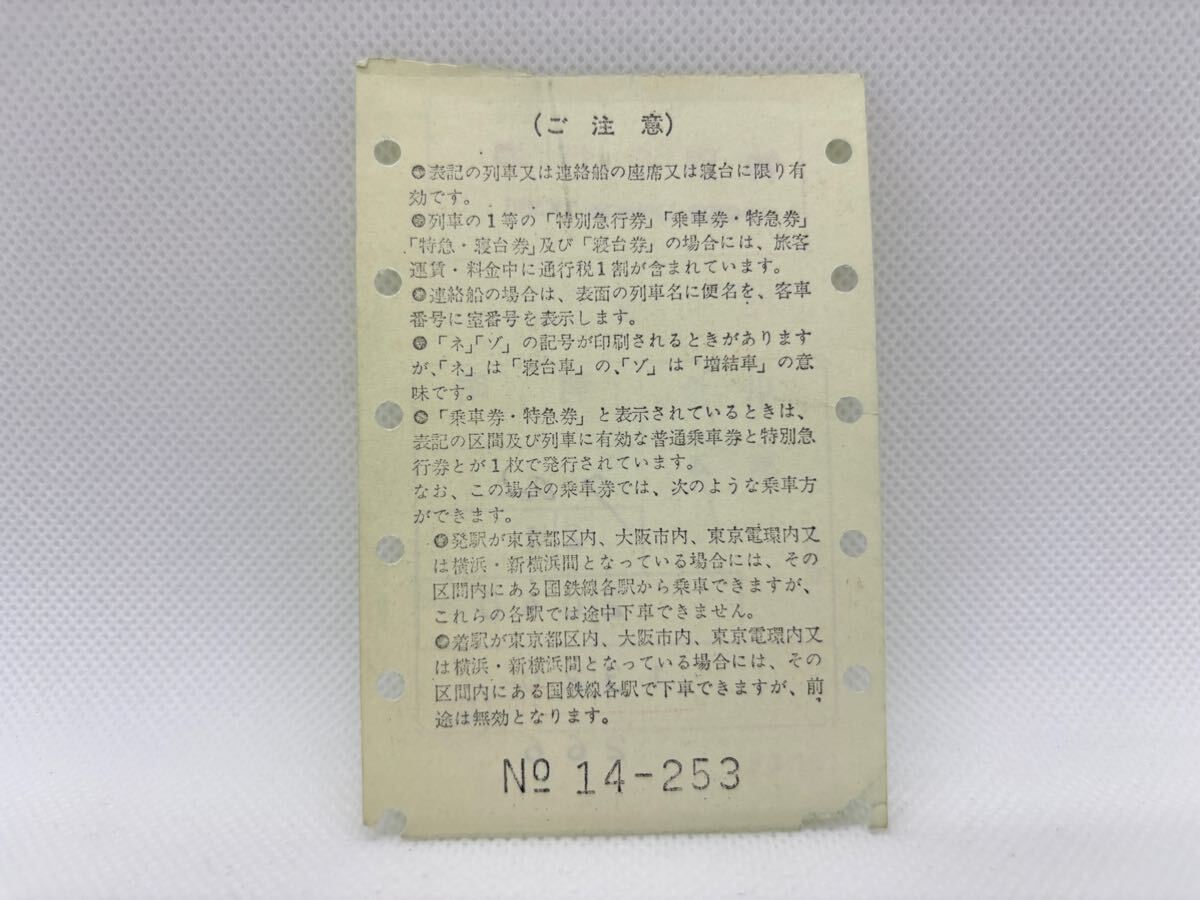 (ご注意)
●表記の列車又は連絡船の座席又は寝台に限り有
効です。
●列車の1等の「特別急行券」「乗車券・特急券」
「特急・寝台券」及び「寝台券」の場合には、旅客
運賃・料金中に通行税1割が含まれています。
●連絡船の場合は、表面の列車名に便名を、客車
番号に室番号を表示します。
●「ネ」「ゾ」の記号が印刷されるときがあります
が、「ネ」は「寝台車」の、「ゾ」は「増結車」の意
味です。
●「乗車券・特急券」と表示されているときは、
表記の区間及び列車に有効な普通乗車券と特別急
行券とが1枚で発行されています。
なお、この場合の乗車券では、次のような乗車方
ができます。
●発駅が東京都区内、大阪市内、東京電環内又
は横浜・新横浜間となっている場合には、その
区間内にある国鉄線各駅から乗車できますが、
これらの各駅では途中下車できません。
●着駅が東京都区内、大阪市内、東京電環内又
は横浜・新横浜間となっている場合には、その
区間内にある国鉄線各駅で下車できますが、前
途は無効となります。
№ 14-253